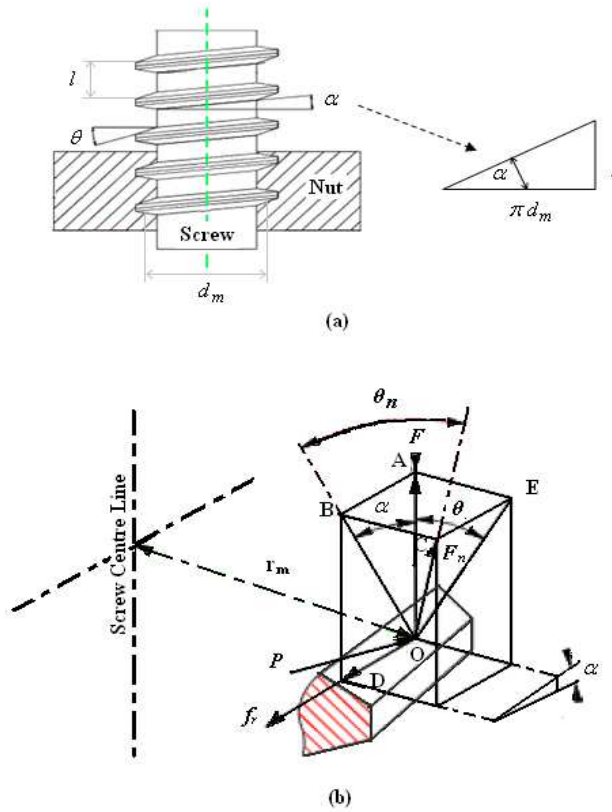 l
α
θ
α
Nut
π d_m
Screw
d_m
(a)
θ_n
F
A
E
B
α
θ
C
F_n
r_m
Screw Centre Line
P
O
D
α
f_r
(b)